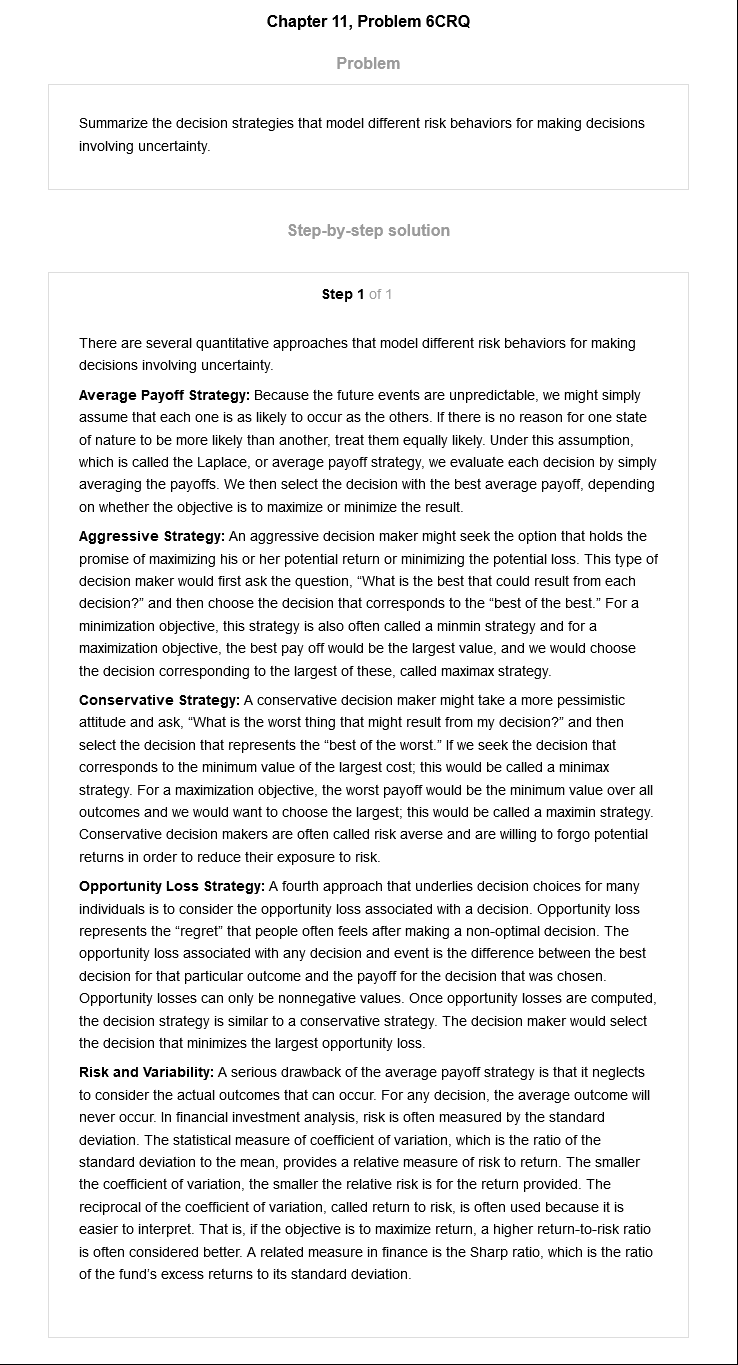 Chapter 11, Problem 6CRQ
Problem
Summarize the decision strategies that model different risk behaviors for making decisions
involving uncertainty.
Step-by-step solution
Step 1 of 1
There are several quantitative approaches that model different risk behaviors for making
decisions involving uncertainty.
Average Payoff Strategy: Because the future events are unpredictable, we might simply
assume that each one is as likely to occur as the others. If there is no reason for one state
of nature to be more likely than another, treat them equally likely. Under this assumption,
which is called the Laplace, or average payoff strategy, we evaluate each decision by simply
averaging the payoffs. We then select the decision with the best average payoff, depending
on whether the objective is to maximize or minimize the result.
Aggressive Strategy: An aggressive decision maker might seek the option that holds the
promise of maximizing his or her potential return or minimizing the potential loss. This type of
decision maker would first ask the question, “What is the best that could result from each
decision?” and then choose the decision that corresponds to the “best of the best.” For a
minimization objective, this strategy is also often called a minmin strategy and for a
maximization objective, the best pay off would be the largest value, and we would choose
the decision corresponding to the largest of these, called maximax strategy.
Conservative Strategy: A conservative decision maker might take a more pessimistic
attitude and ask, “What is the worst thing that might result from my decision?” and then
select the decision that represents the “best of the worst.” If we seek the decision that
corresponds to the minimum value of the largest cost; this would be called a minimax
strategy. For a maximization objective, the worst payoff would be the minimum value over all
outcomes and we would want to choose the largest; this would be called a maximin strategy.
Conservative decision makers are often called risk averse and are willing to forgo potential
returns in order to reduce their exposure to risk.
Opportunity Loss Strategy: A fourth approach that underlies decision choices for many
individuals is to consider the opportunity loss associated with a decision. Opportunity loss
represents the “regret” that people often feels after making a non-optimal decision. The
opportunity loss associated with any decision and event is the difference between the best
decision for that particular outcome and the payoff for the decision that was chosen.
Opportunity losses can only be nonnegative values. Once opportunity losses are computed,
the decision strategy is similar to a conservative strategy. The decision maker would select
the decision that minimizes the largest opportunity loss.
Risk and Variability: A serious drawback of the average payoff strategy is that it neglects
to consider the actual outcomes that can occur. For any decision, the average outcome will
never occur. In financial investment analysis, risk is often measured by the standard
deviation. The statistical measure of coefficient of variation, which is the ratio of the
standard deviation to the mean, provides a relative measure of risk to return. The smaller
the coefficient of variation, the smaller the relative risk is for the return provided. The
reciprocal of the coefficient of variation, called return to risk, is often used because it is
easier to interpret. That is, if the objective is to maximize return, a higher return-to-risk ratio
is often considered better. A related measure in finance is the Sharp ratio, which is the ratio
of the fund’s excess returns to its standard deviation.